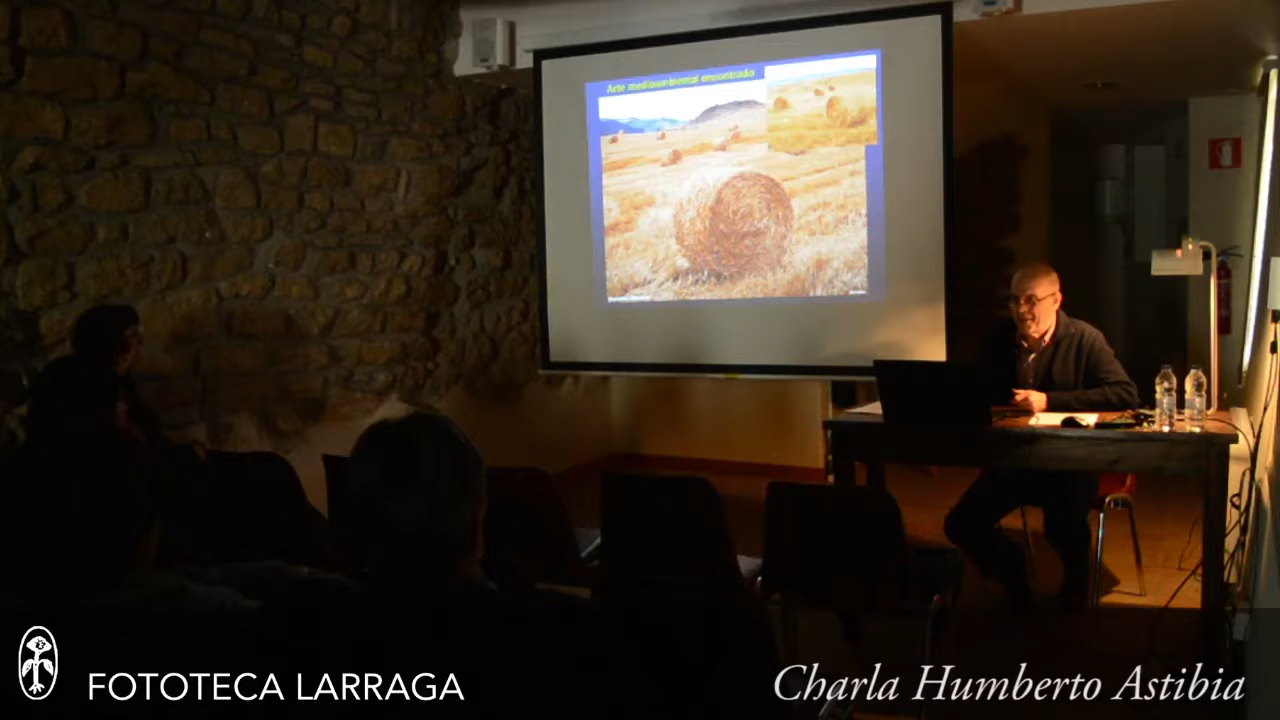 Arte medioambiental encontrado
FOTOTECA LARRAGA
Charla Humberto Astibia